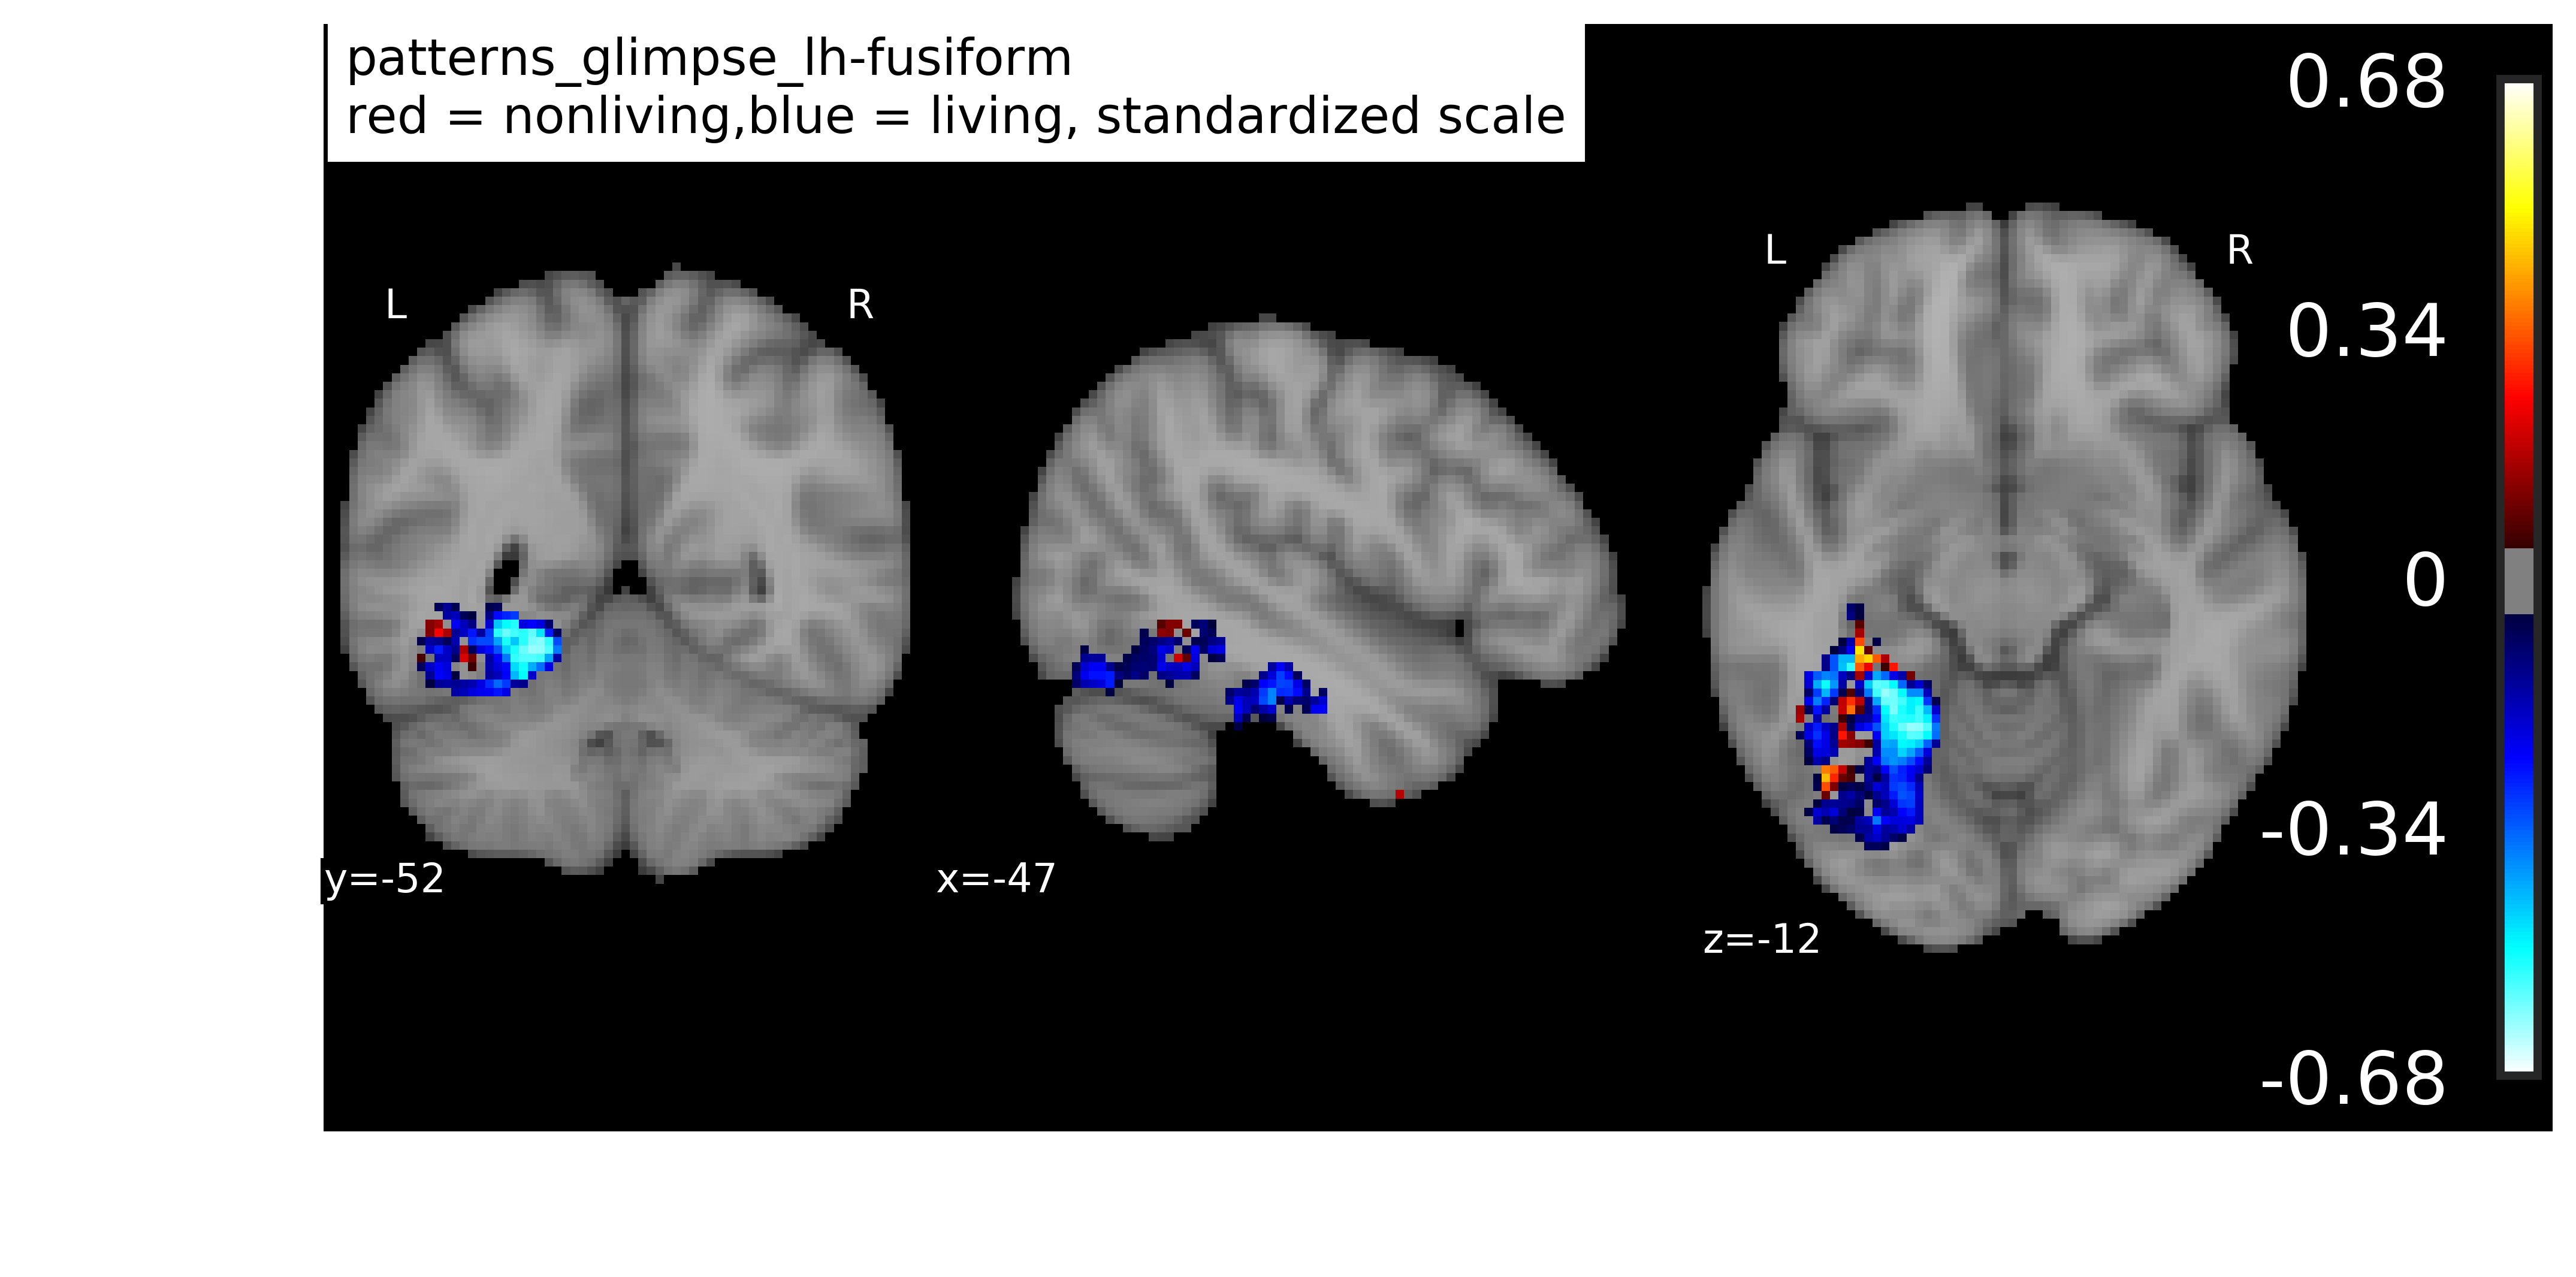 patterns_glimpse_lh-fusiform
red = nonliving,blue = living, standardized scale
L
R
y=-52
x=-47
L
R
z=-12
0.68
0.34
0
-0.34
-0.68